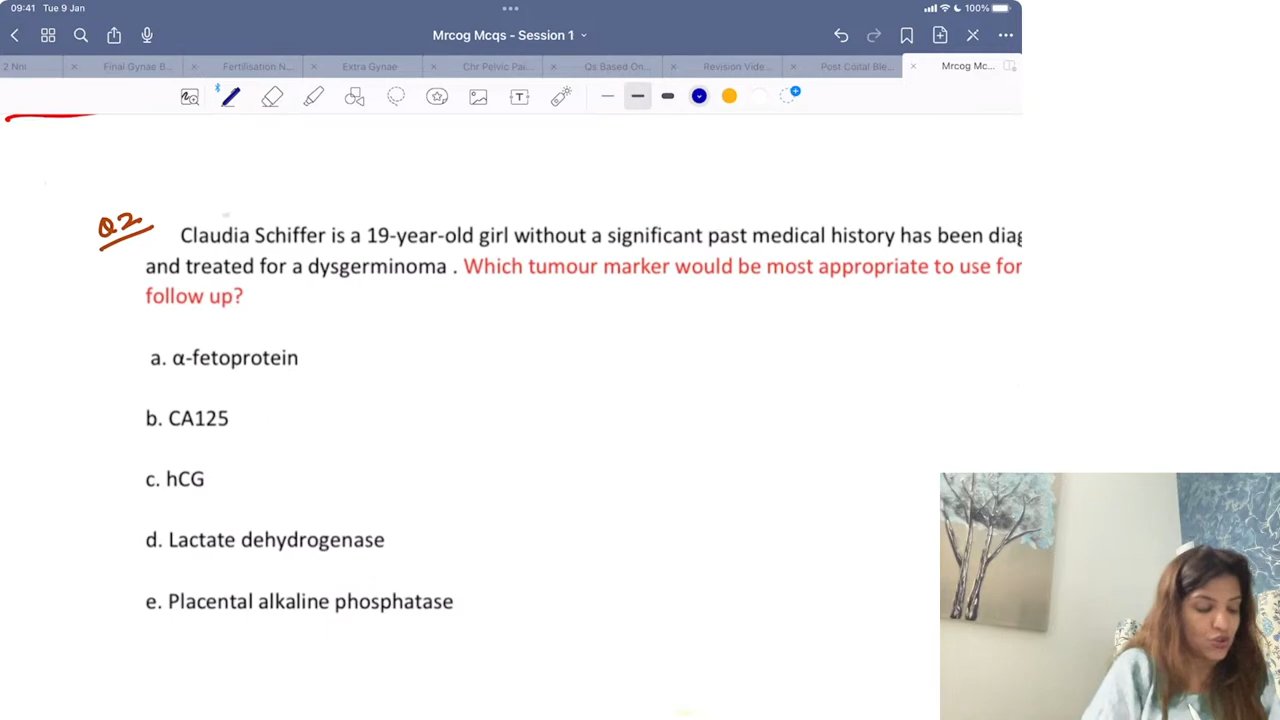 09:41 Tue 9 Jan
100%
Mrcog Mcqs - Session 1
2 Nni
Final Gynae B...
Fertilisation N...
Extra Gynae
Chr Pelvic Pai...
Qs Based On...
Revision Vide...
Post Coital Ble...
Mrcog Mc...
Q2
Claudia Schiffer is a 19-year-old girl without a significant past medical history has been diag
and treated for a dysgerminoma . Which tumour marker would be most appropriate to use for
follow up?
a. α-fetoprotein
b. CA125
c. hCG
d. Lactate dehydrogenase
e. Placental alkaline phosphatase